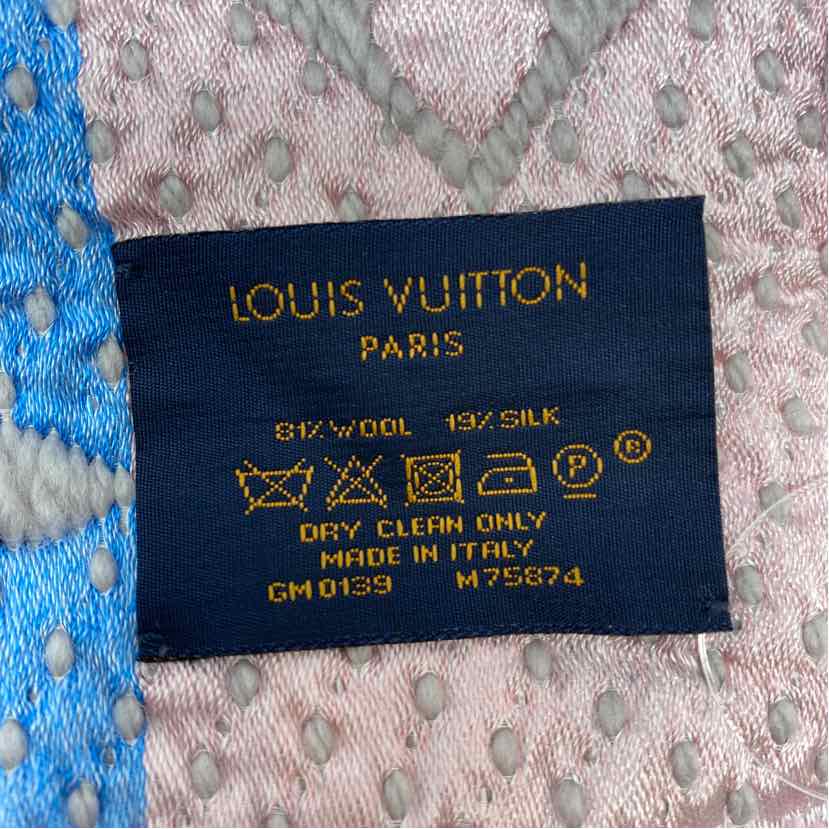 LOUIS VUITTON
PARIS
81% WOOL 19% SILK
P ®
DRY CLEAN ONLY
MADE IN ITALY
GM0139 M75874